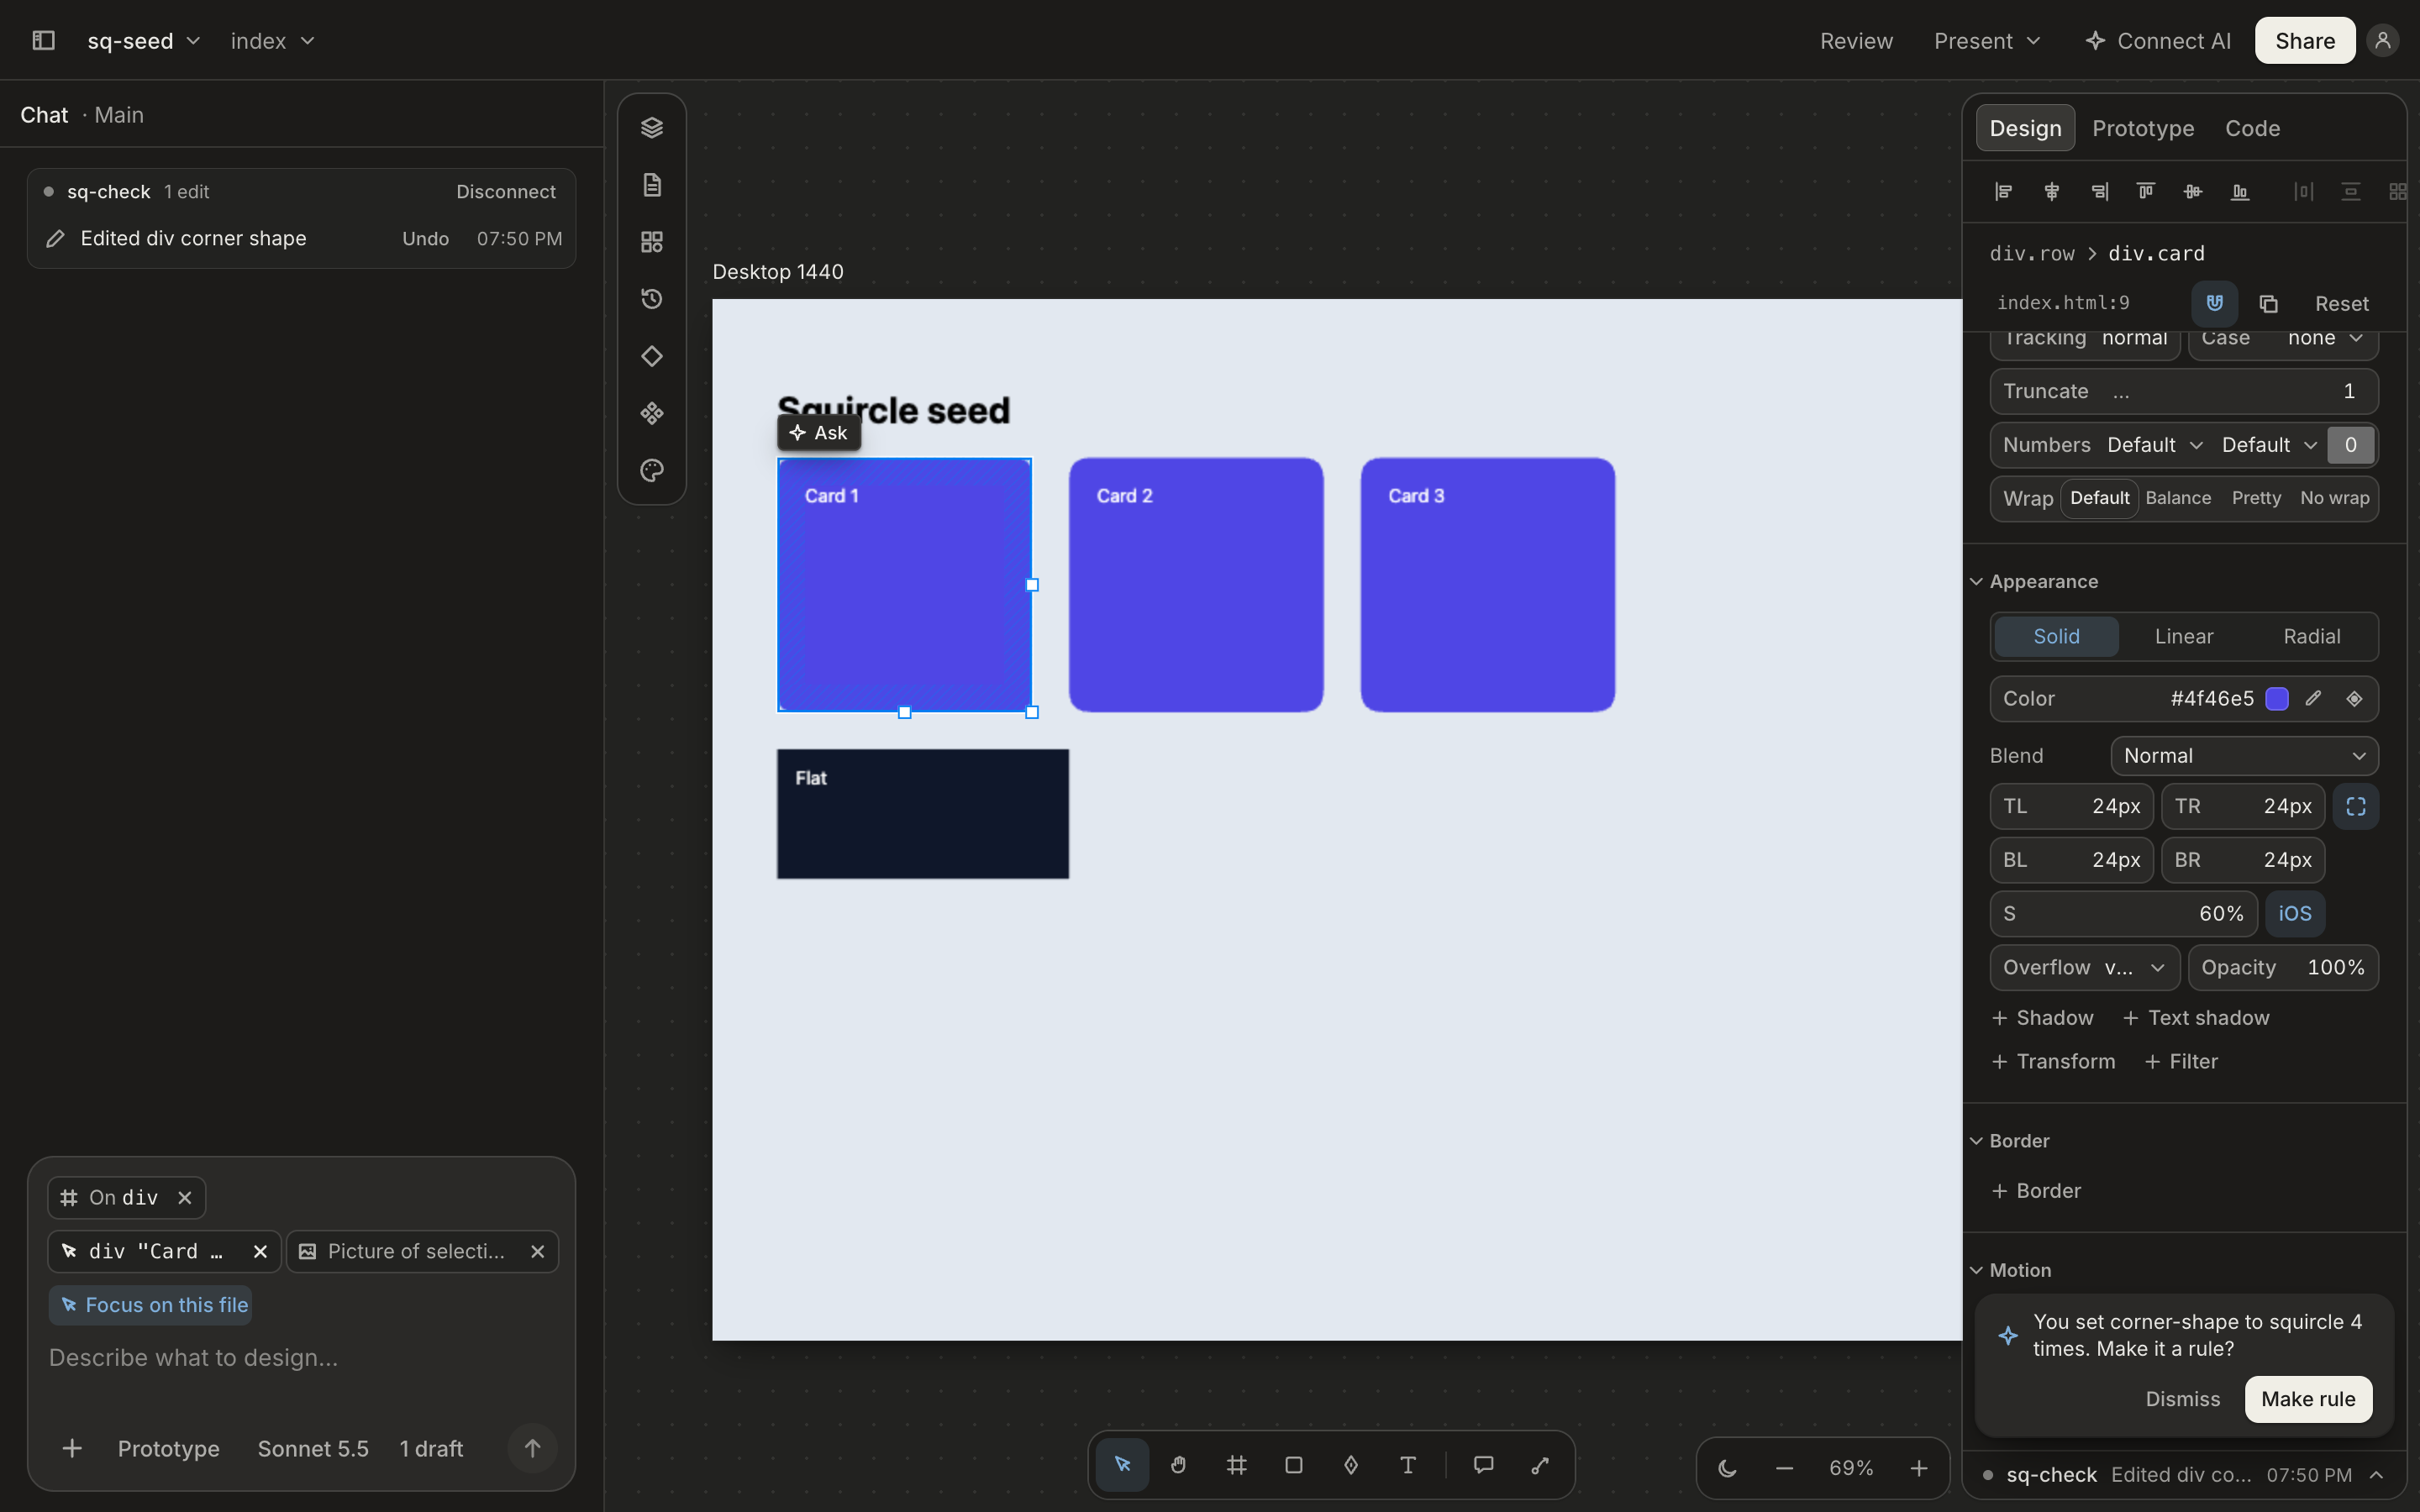 sq-seed index Review Present Connect AI Share
Chat · Main
sq-check 1 edit Disconnect
Edited div corner shape Undo 07:50 PM
On div
div "Card … Picture of selecti…
Focus on this file
Describe what to design…
Prototype Sonnet 5.5 1 draft
Desktop 1440
Squircle seed
Ask
Card 1 Card 2 Card 3
Flat
69%
Design Prototype Code
div.row > div.card
index.html:9 Reset
Tracking normal Case none
Truncate … 1
Numbers Default Default 0
Wrap Default Balance Pretty No wrap
Appearance
Solid Linear Radial
Color #4f46e5
Blend Normal
TL 24px TR 24px
BL 24px BR 24px
S 60% iOS
Overflow v… Opacity 100%
Shadow Text shadow
Transform Filter
Border
Border
Motion
You set corner-shape to squircle 4
times. Make it a rule?
Dismiss Make rule
sq-check Edited div co… 07:50 PM